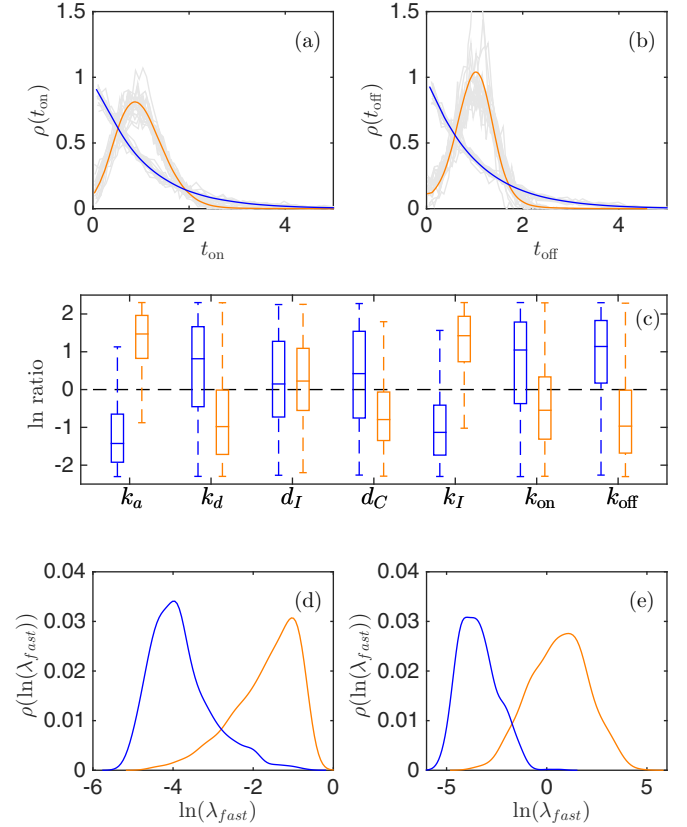 1.5
(a)
1
ρ(t_on)
0.5
0
0 2 4
t_on
1.5
(b)
1
ρ(t_off)
0.5
0
0 2 4
t_off
(c)
2
1
ln ratio
0
-1
-2
k_a k_d d_I d_C k_I k_on k_off
0.04
(d)
0.03
ρ(ln(λ_fast))
0.02
0.01
0
-6 -4 -2 0
ln(λ_fast)
0.04
(e)
0.03
ρ(ln(λ_fast))
0.02
0.01
0
-5 0 5
ln(λ_fast)